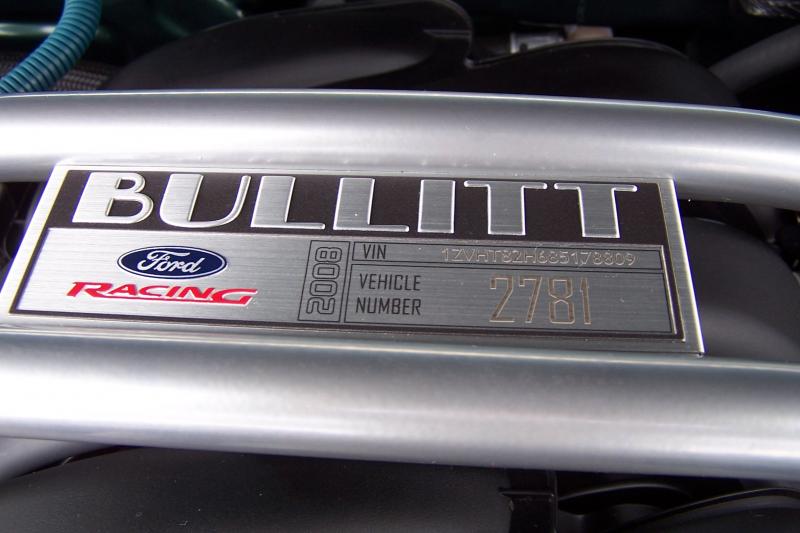 BULLITT
Ford
RACING
2008
VIN 1ZVHT82H685178809
VEHICLE NUMBER 2781